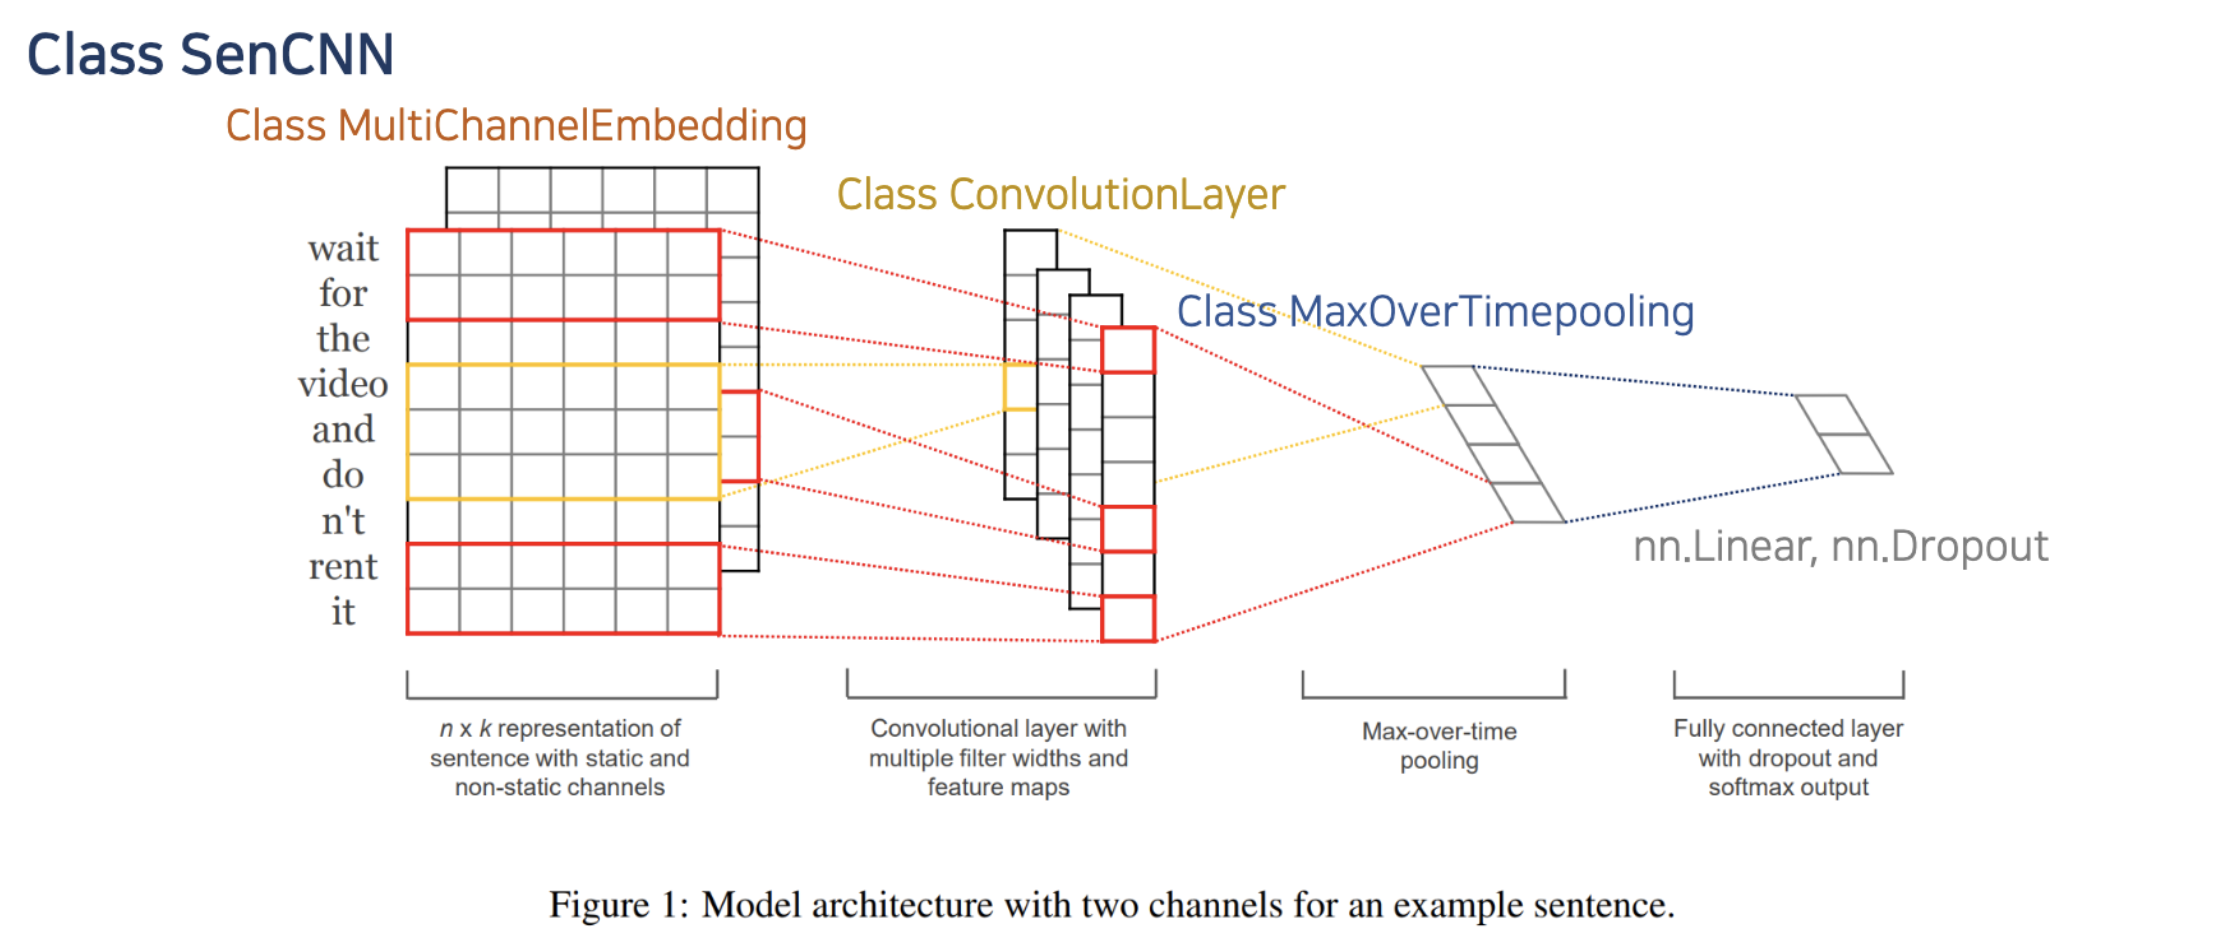 Class SenCNN
Class MultiChannelEmbedding
Class ConvolutionLayer
Class MaxOverTimepooling
wait
for
the
video
and
do
n't
rent
it
nn.Linear, nn.Dropout
n x k representation of
sentence with static and
non-static channels
Convolutional layer with
multiple filter widths and
feature maps
Max-over-time
pooling
Fully connected layer
with dropout and
softmax output
Figure 1: Model architecture with two channels for an example sentence.